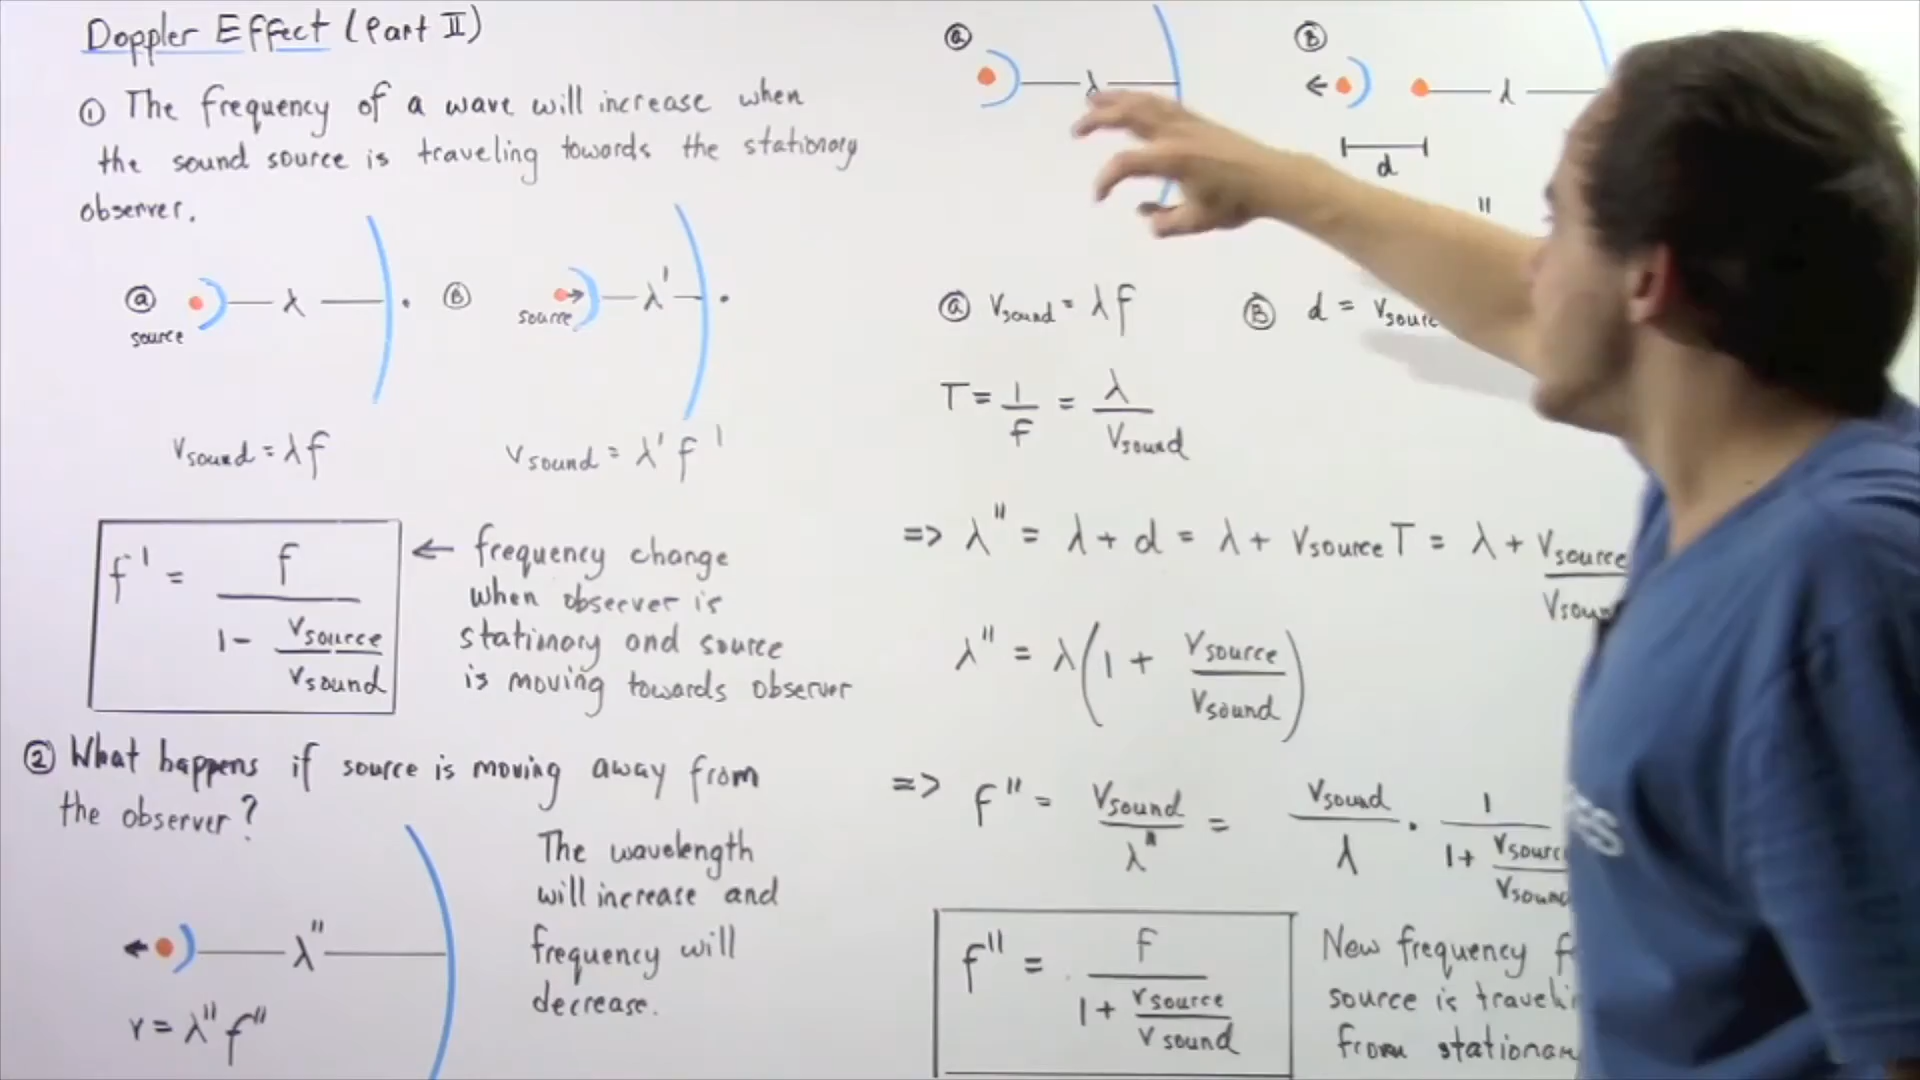 Doppler Effect (Part II)
① The frequency of a wave will increase when
the sound source is traveling towards the stationary
observer.
ⓐ λ
source
Ⓑ λ'
source
Vsound = λf
Vsound = λ'f'
f' = f / (1 - Vsource/Vsound)
← frequency change
when obseever is
stationary and source
is moving towards observer
② What happens if source is moving away from
the observer?
λ''
v = λ''f''
The wavelength
will increase and
frequency will
decrease.
ⓐ λ
Ⓑ λ
d
ⓐ Vsound = λf
Ⓑ d =
T = 1/f = λ/Vsound
=> λ'' = λ + d = λ + Vsource T = λ + Vsource
λ'' = λ(1 + Vsource/Vsound)
=> f'' = Vsound/λ'' = Vsound/λ · 1/(1 + Vsource/Vsound)
f'' = f / (1 + Vsource/Vsound)
New frequency
source is
from